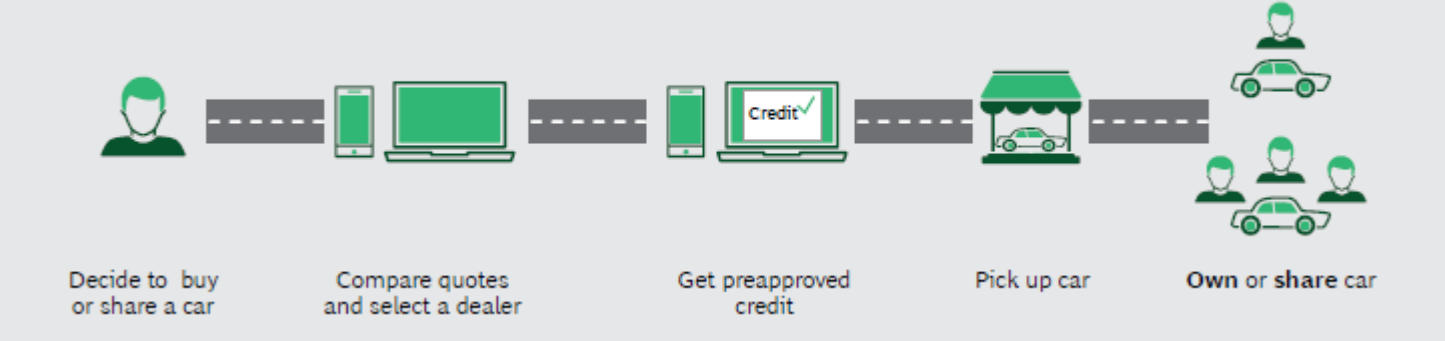 Credit
Decide to buy
or share a car
Compare quotes
and select a dealer
Get preapproved
credit
Pick up car
Own or share car